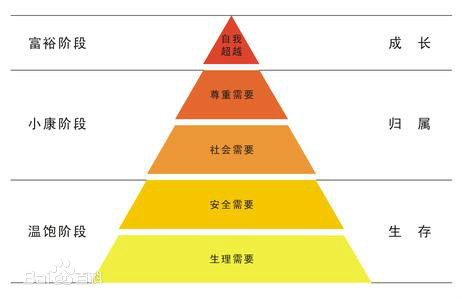 自我
超越
富裕阶段
成 长
尊重需要
小康阶段
归 属
社会需要
安全需要
温饱阶段
生 存
生理需要
Bai百科